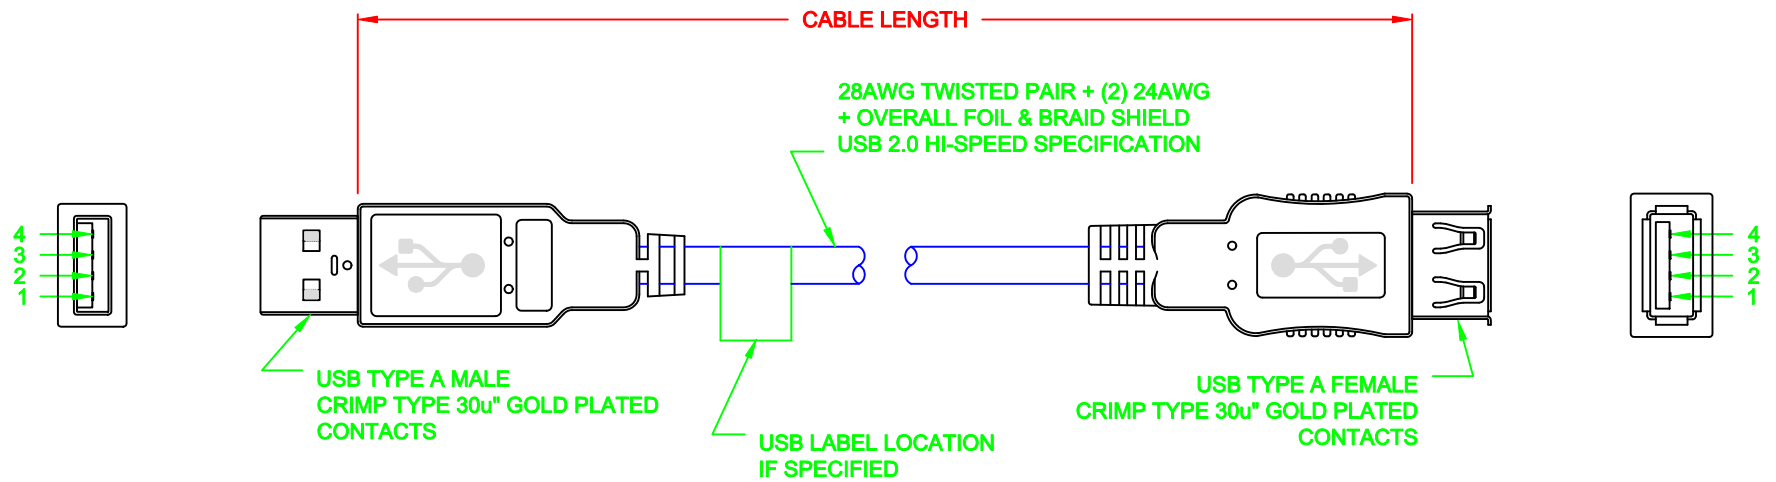 CABLE LENGTH
28AWG TWISTED PAIR + (2) 24AWG
+ OVERALL FOIL & BRAID SHIELD
USB 2.0 HI-SPEED SPECIFICATION
4
3
2
1
4
3
2
1
USB TYPE A MALE
CRIMP TYPE 30u" GOLD PLATED
CONTACTS
USB LABEL LOCATION
IF SPECIFIED
USB TYPE A FEMALE
CRIMP TYPE 30u" GOLD PLATED
CONTACTS